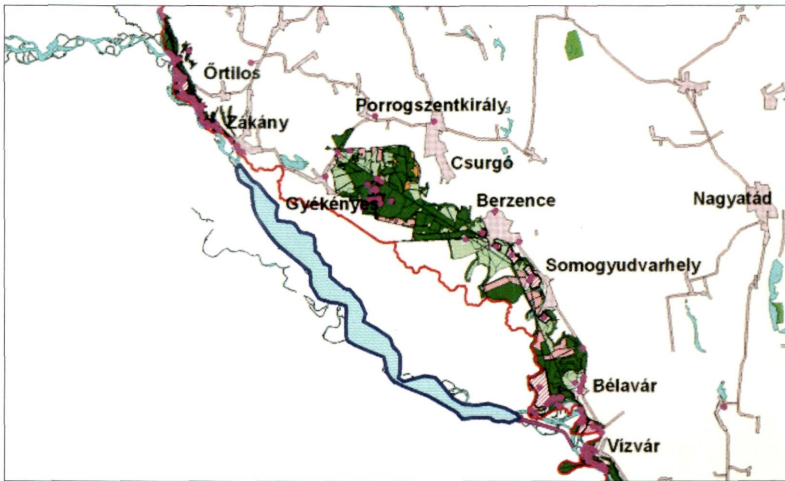 Őrtilos
Porrogszentkirály
Zákány
Csurgó
Gyékényes
Berzence
Nagyatád
Somogyudvarhely
Bélavár
Vízvár